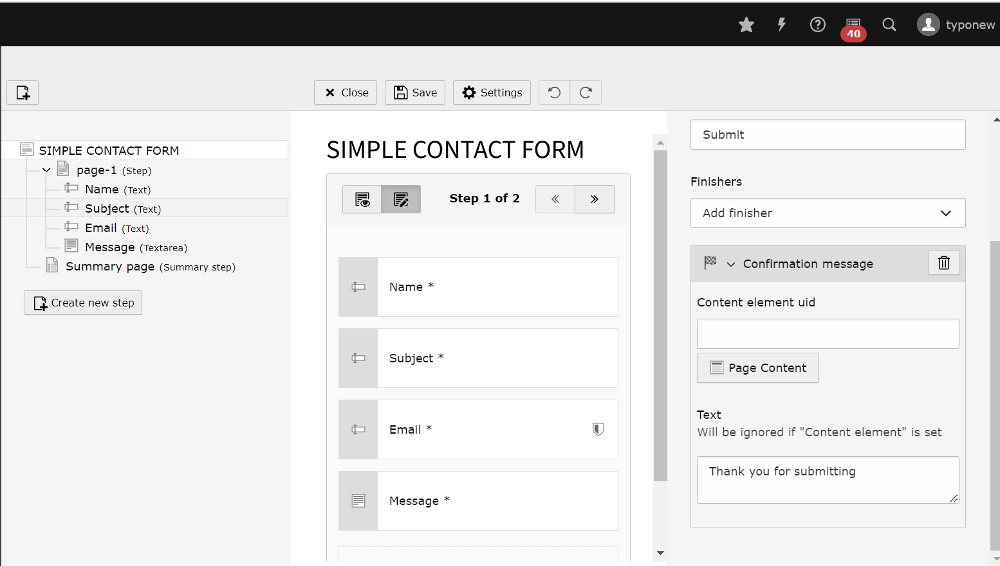 40
typonew
Close
Save
Settings
SIMPLE CONTACT FORM
page-1 (Step)
Name (Text)
Subject (Text)
Email (Text)
Message (Textarea)
Summary page (Summary step)
Create new step
SIMPLE CONTACT FORM
Step 1 of 2
Name *
Subject *
Email *
Message *
Submit
Finishers
Add finisher
Confirmation message
Content element uid
Page Content
Text
Will be ignored if "Content element" is set
Thank you for submitting